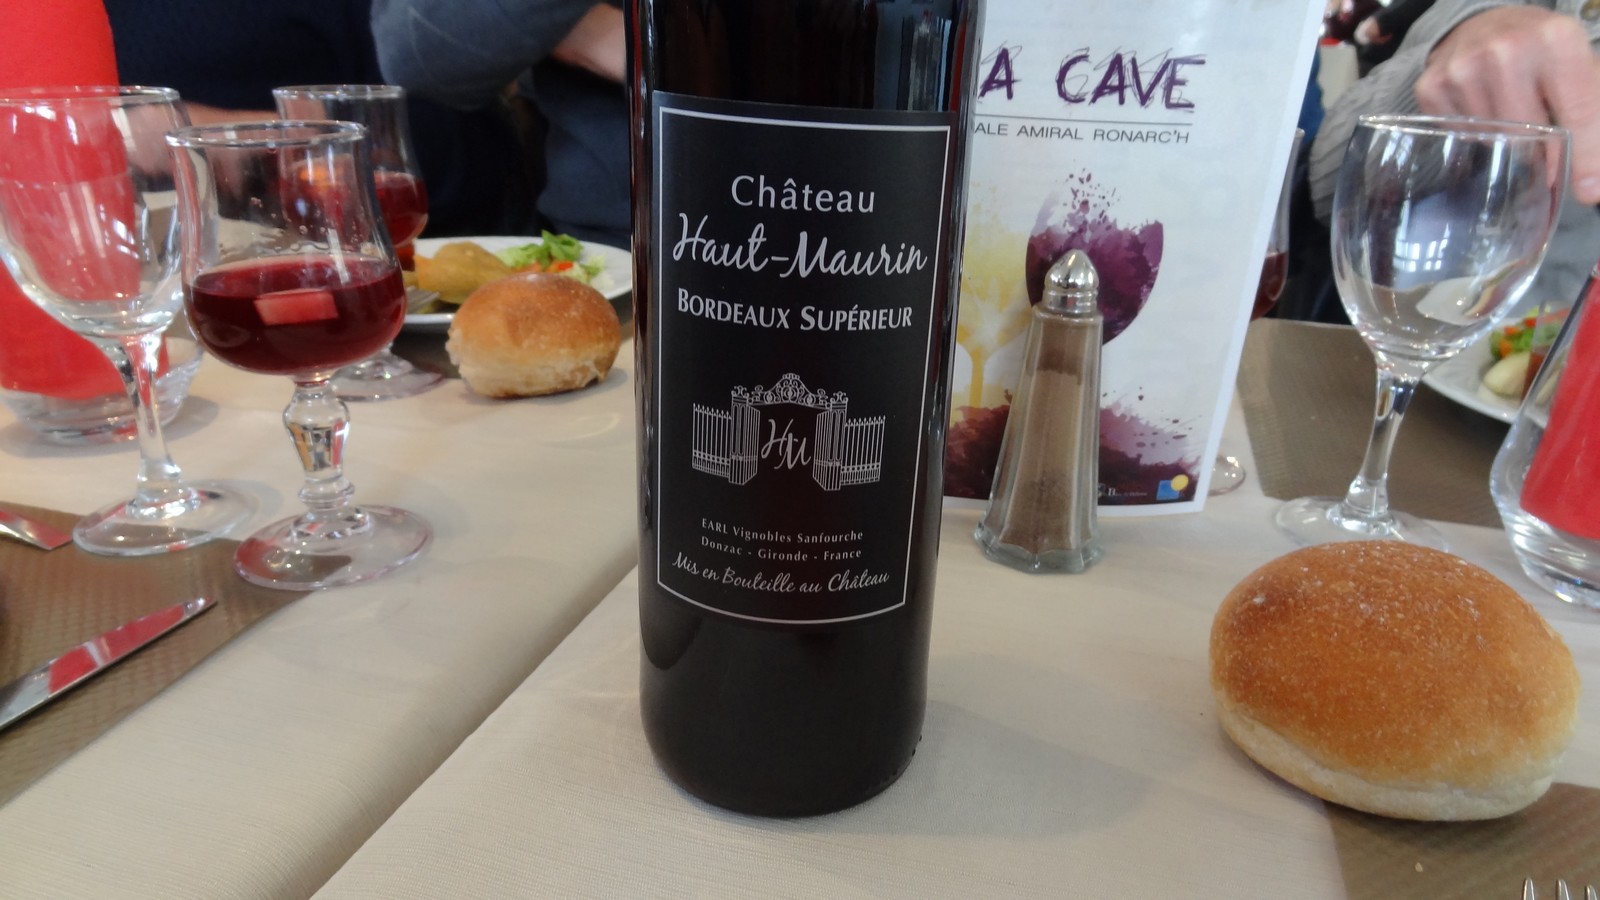 Château
Haut-Maurin
BORDEAUX SUPÉRIEUR
HM
EARL Vignobles Sanfourche
Donzac - Gironde - France
Mis en Bouteille au Château
A CAVE
ALE AMIRAL RONARC'H